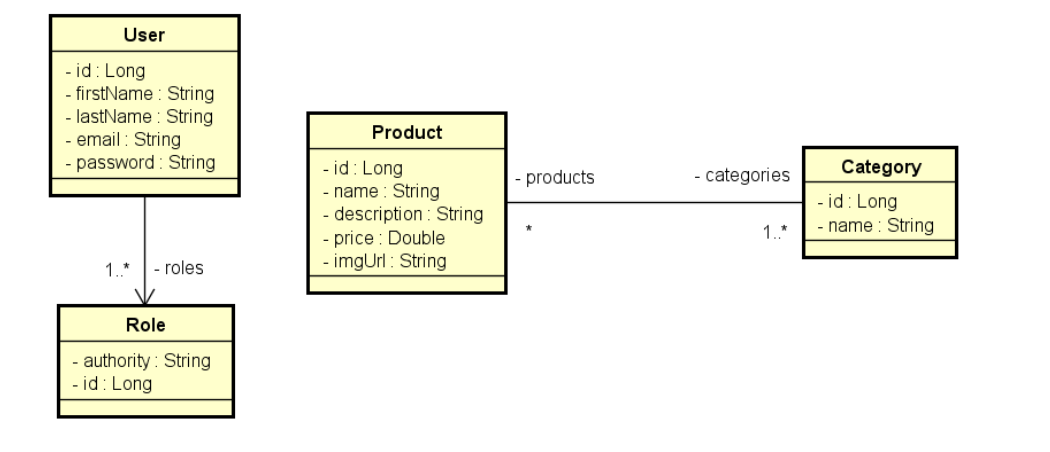 User
- id : Long
- firstName : String
- lastName : String
- email : String
- password : String
1..*
- roles
Role
- authority : String
- id : Long
Product
- id : Long
- name : String
- description : String
- price : Double
- imgUrl : String
- products
*
- categories
1..*
Category
- id : Long
- name : String